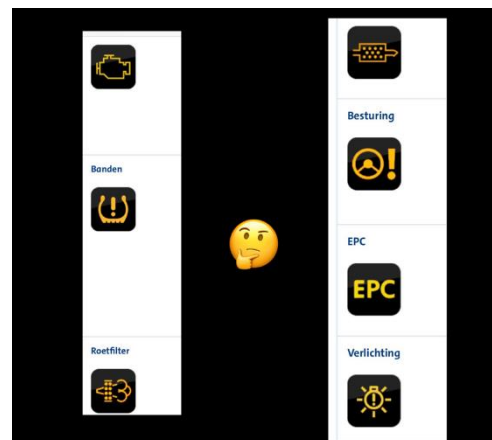 Banden
Roetfilter
Besturing
EPC
EPC
Verlichting